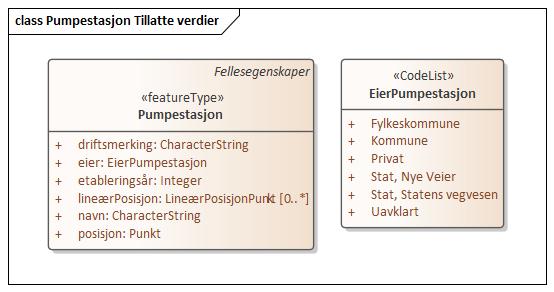 class Pumpestasjon Tillatte verdier
Fellesegenskaper
«featureType»
Pumpestasjon
+ driftsmerking: CharacterString
+ eier: EierPumpestasjon
+ etableringsår: Integer
+ lineærPosisjon: LineærPosisjonPunkt [0..*]
+ navn: CharacterString
+ posisjon: Punkt
«CodeList»
EierPumpestasjon
+ Fylkeskommune
+ Kommune
+ Privat
+ Stat, Nye Veier
+ Stat, Statens vegvesen
+ Uavklart